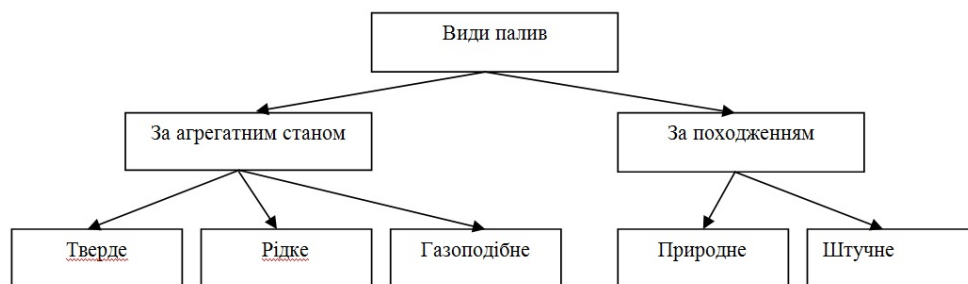 Види палив
За агрегатним станом
За походженням
Тверде
Рідке
Газоподібне
Природне
Штучне